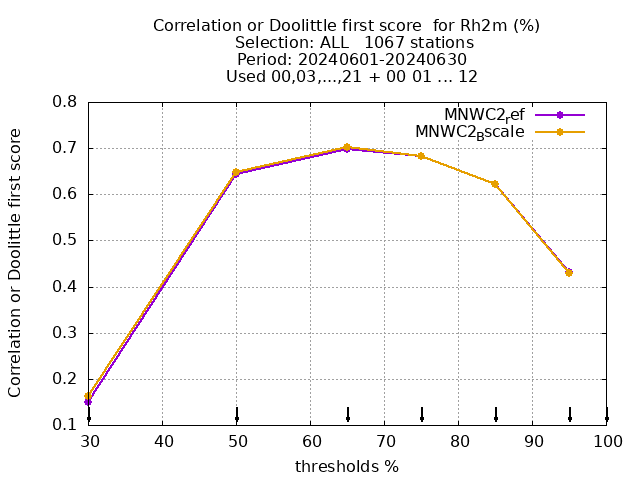 Correlation or Doolittle first score  for Rh2m (%)
Selection: ALL   1067 stations
Period: 20240601-20240630
Used 00,03,...,21 + 00 01 ... 12
MNWC2ref
MNWC2Bscale
Correlation or Doolittle first score
0.8
0.7
0.6
0.5
0.4
0.3
0.2
0.1
30 40 50 60 70 80 90 100
thresholds %